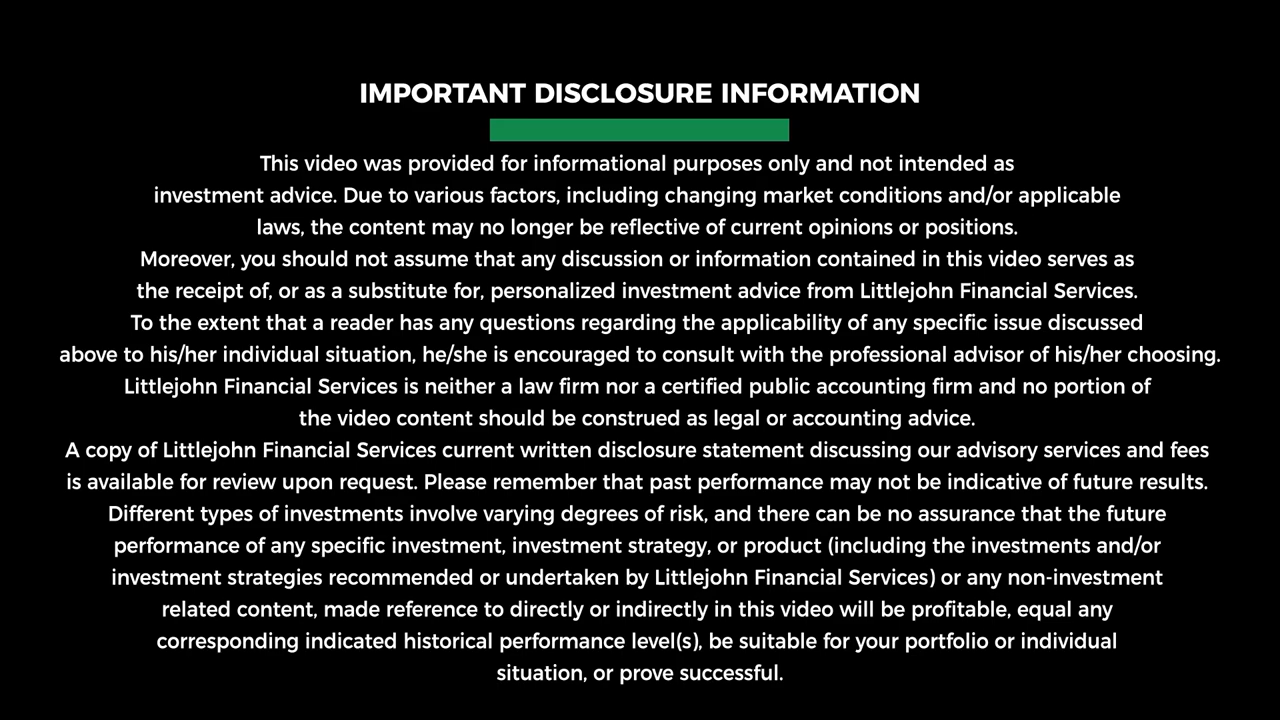 IMPORTANT DISCLOSURE INFORMATION
This video was provided for informational purposes only and not intended as
investment advice. Due to various factors, including changing market conditions and/or applicable
laws, the content may no longer be reflective of current opinions or positions.
Moreover, you should not assume that any discussion or information contained in this video serves as
the receipt of, or as a substitute for, personalized investment advice from Littlejohn Financial Services.
To the extent that a reader has any questions regarding the applicability of any specific issue discussed
above to his/her individual situation, he/she is encouraged to consult with the professional advisor of his/her choosing.
Littlejohn Financial Services is neither a law firm nor a certified public accounting firm and no portion of
the video content should be construed as legal or accounting advice.
A copy of Littlejohn Financial Services current written disclosure statement discussing our advisory services and fees
is available for review upon request. Please remember that past performance may not be indicative of future results.
Different types of investments involve varying degrees of risk, and there can be no assurance that the future
performance of any specific investment, investment strategy, or product (including the investments and/or
investment strategies recommended or undertaken by Littlejohn Financial Services) or any non-investment
related content, made reference to directly or indirectly in this video will be profitable, equal any
corresponding indicated historical performance level(s), be suitable for your portfolio or individual
situation, or prove successful.